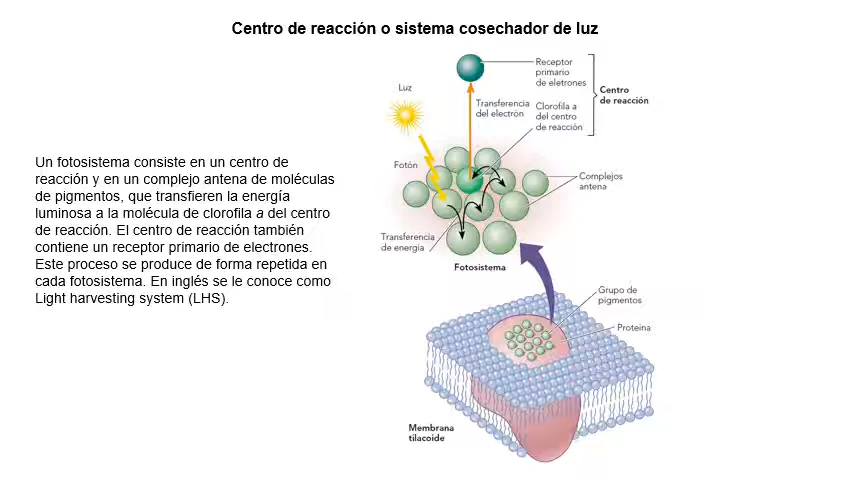 Centro de reacción o sistema cosechador de luz
Un fotosistema consiste en un centro de
reacción y en un complejo antena de moléculas
de pigmentos, que transfieren la energía
luminosa a la molécula de clorofila a del centro
de reacción. El centro de reacción también
contiene un receptor primario de electrones.
Este proceso se produce de forma repetida en
cada fotosistema. En inglés se le conoce como
Light harvesting system (LHS).
Receptor
primario
de eletrones
Centro
de reacción
Luz
Transferencia
del electrón
Clorofila a
del centro
de reacción
Fotón
Complejos
antena
Transferencia
de energía
Fotosistema
Grupo de
pigmentos
Proteína
Membrana
tilacoide